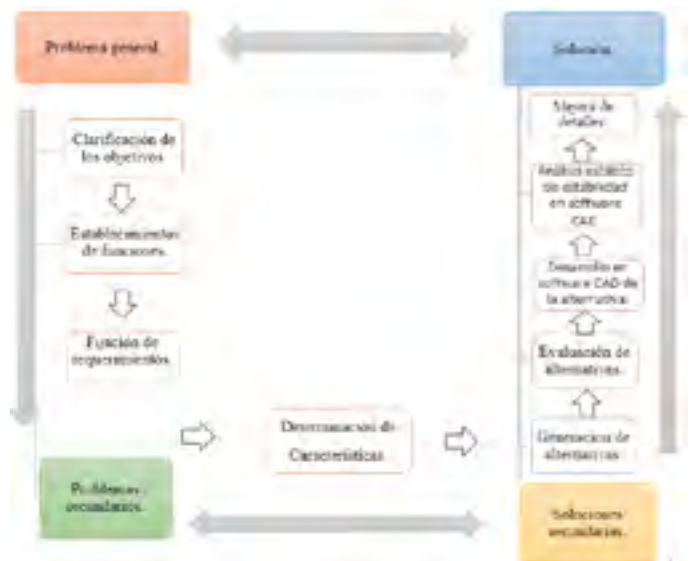 Problema general.
Solución.
Clarificación de
los objetivos
Establecimientos
de funciones.
Función de
requerimientos.
Determinación de
Características
Problemas
secundarios.
Mejora de
detalles
Análisis estático
de estabilidad
en software
CAE
Desarrollo en
software CAD de
la alternativa
Evaluación de
alternativas.
Generación de
alternativas
Soluciones
secundarias.